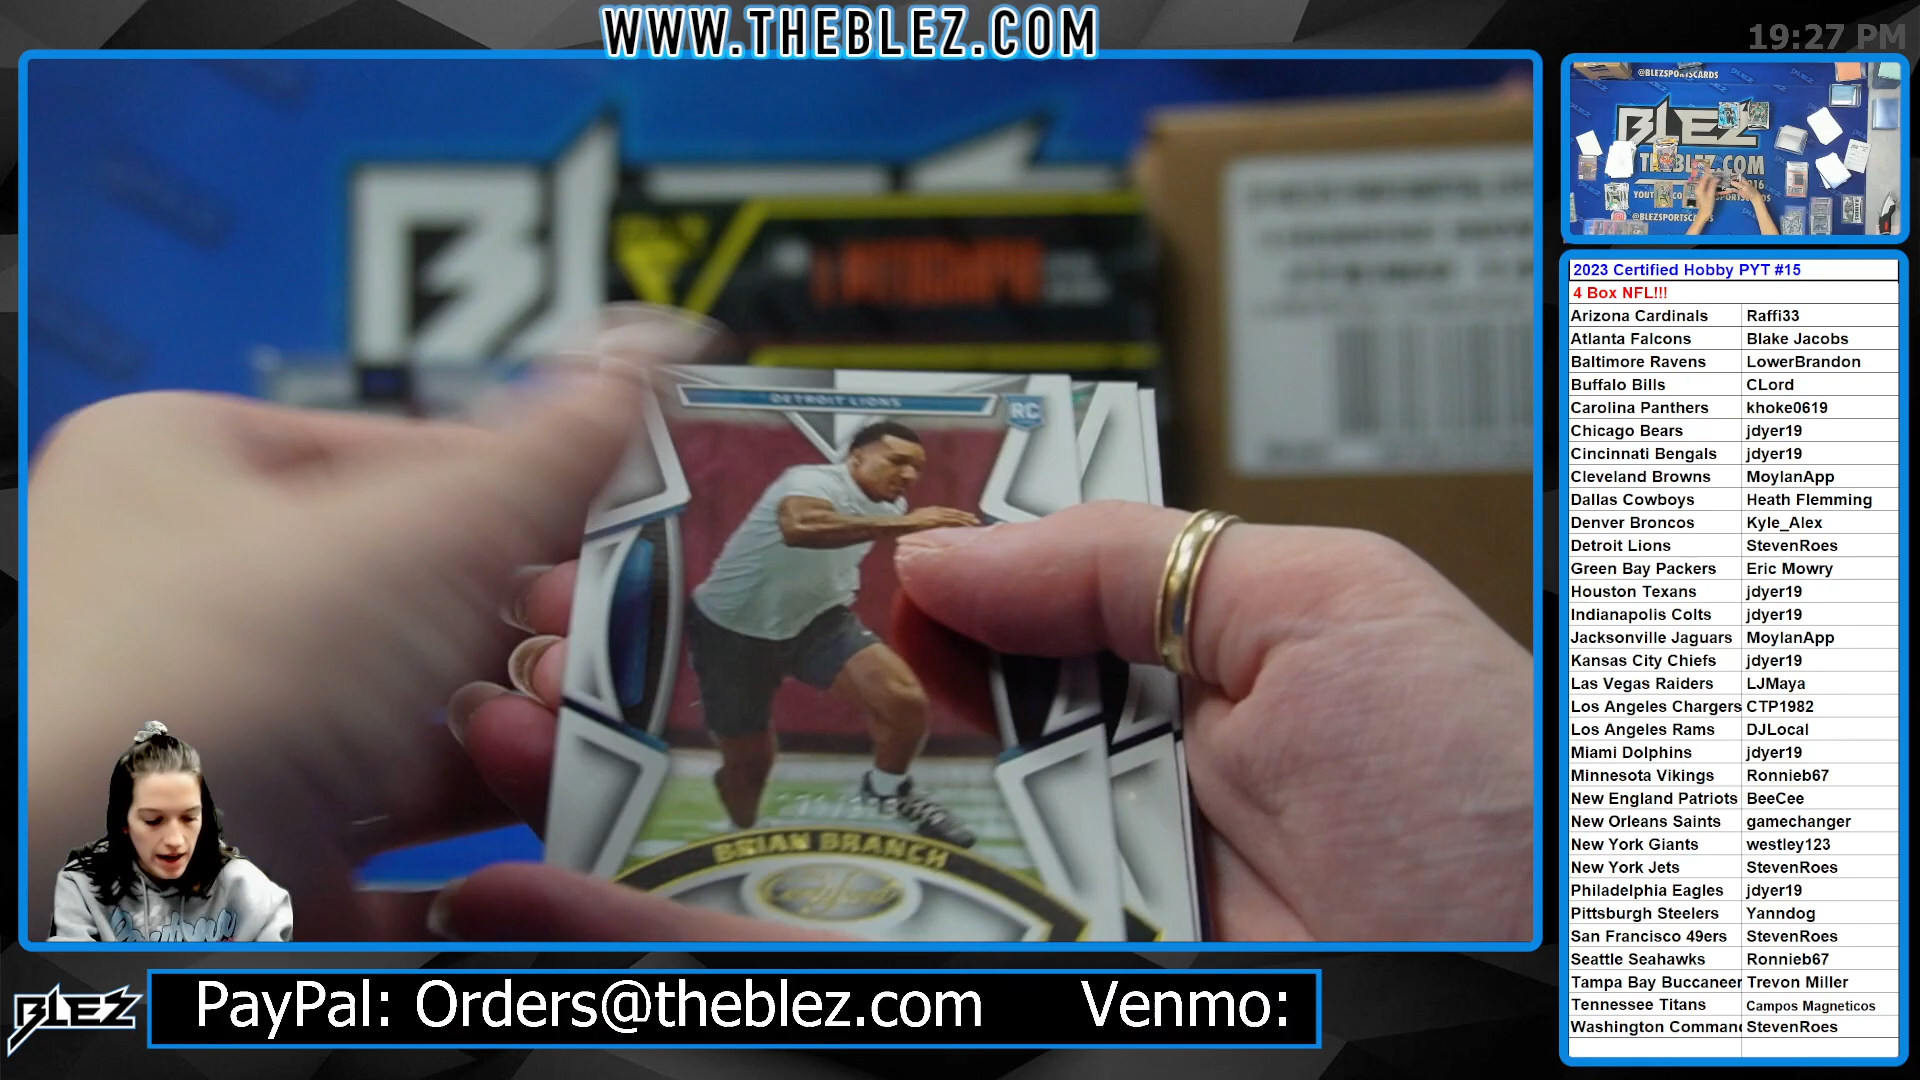 WWW.THEBLEZ.COM
19:27 PM
@BLEZSPORTSCARDS
BLEZ
2023 Certified Hobby PYT #15
4 Box NFL!!!
Arizona Cardinals Raffi33
Atlanta Falcons Blake Jacobs
Baltimore Ravens LowerBrandon
Buffalo Bills CLord
Carolina Panthers khoke0619
Chicago Bears jdyer19
Cincinnati Bengals jdyer19
Cleveland Browns MoylanApp
Dallas Cowboys Heath Flemming
Denver Broncos Kyle_Alex
Detroit Lions StevenRoes
Green Bay Packers Eric Mowry
Houston Texans jdyer19
Indianapolis Colts jdyer19
Jacksonville Jaguars MoylanApp
Kansas City Chiefs jdyer19
Las Vegas Raiders LJMaya
Los Angeles Chargers CTP1982
Los Angeles Rams DJLocal
Miami Dolphins jdyer19
Minnesota Vikings Ronnieb67
New England Patriots BeeCee
New Orleans Saints gamechanger
New York Giants westley123
New York Jets StevenRoes
Philadelphia Eagles jdyer19
Pittsburgh Steelers Yanndog
San Francisco 49ers StevenRoes
Seattle Seahawks Ronnieb67
Tampa Bay Buccaneer Trevon Miller
Tennessee Titans Campos Magneticos
Washington Command StevenRoes
DETROIT LIONS
RC
BRIAN BRANCH
Certified
BLEZ
PayPal: Orders@theblez.com Venmo: